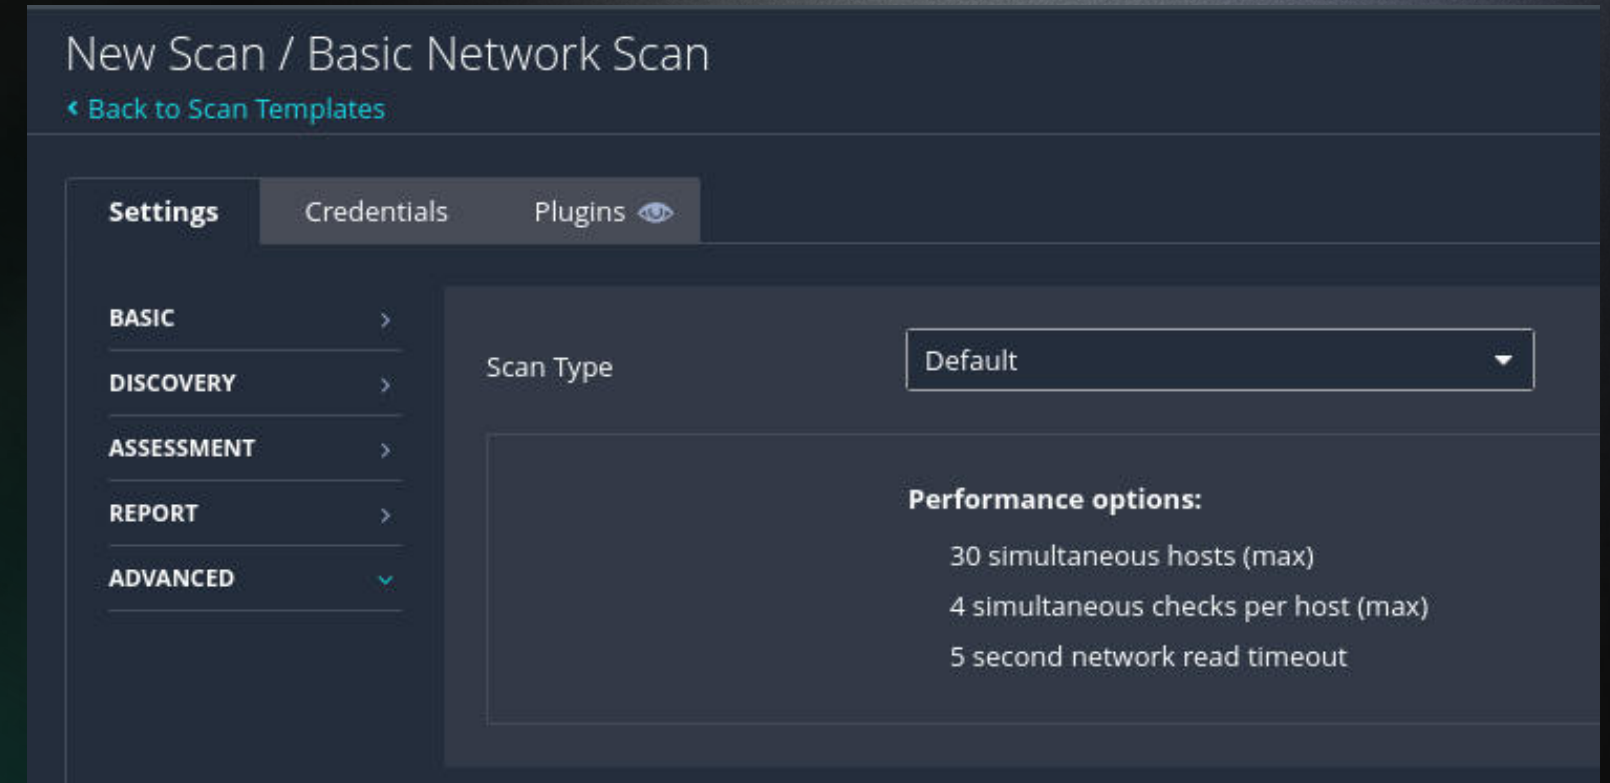 New Scan / Basic Network Scan
Back to Scan Templates
Settings Credentials Plugins
BASIC
DISCOVERY
ASSESSMENT
REPORT
ADVANCED
Scan Type Default
Performance options:
30 simultaneous hosts (max)
4 simultaneous checks per host (max)
5 second network read timeout